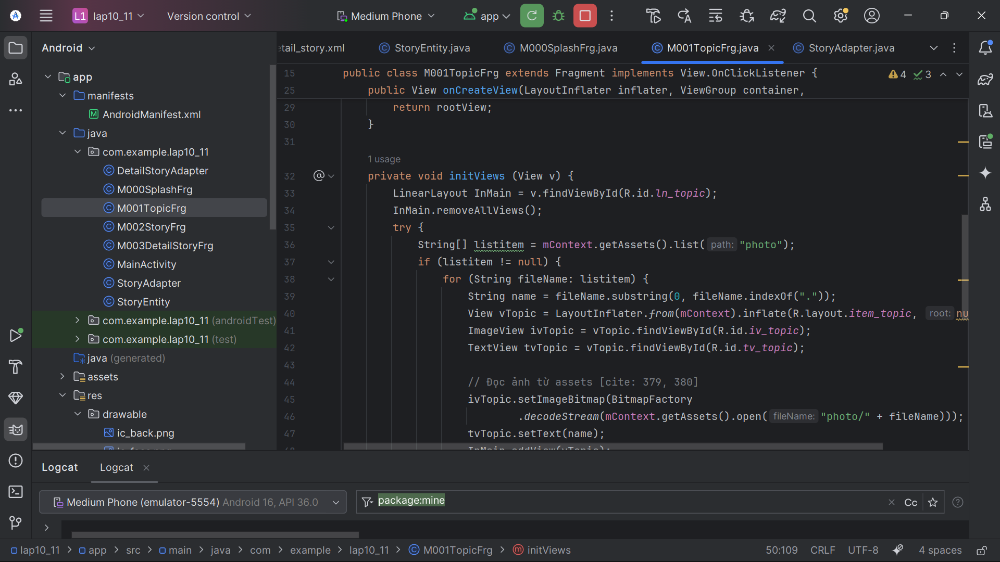 L1 lap10_11
Version control
Medium Phone
app
Android
tail_story.xml
StoryEntity.java
M000SplashFrg.java
M001TopicFrg.java
StoryAdapter.java
app
manifests
AndroidManifest.xml
java
com.example.lap10_11
DetailStoryAdapter
M000SplashFrg
M001TopicFrg
M002StoryFrg
M003DetailStoryFrg
MainActivity
StoryAdapter
StoryEntity
com.example.lap10_11 (androidTest)
com.example.lap10_11 (test)
java (generated)
assets
res
drawable
ic_back.png
4 3
15 public class M001TopicFrg extends Fragment implements View.OnClickListener {
25 public View onCreateView(LayoutInflater inflater, ViewGroup container,
29 return rootView;
30 }
31
1 usage
32 @ private void initViews (View v) {
33 LinearLayout InMain = v.findViewById(R.id.ln_topic);
34 InMain.removeAllViews();
35 try {
36 String[] listitem = mContext.getAssets().list( path: "photo");
37 if (listitem != null) {
38 for (String fileName: listitem) {
39 String name = fileName.substring(0, fileName.indexOf("."));
40 View vTopic = LayoutInflater.from(mContext).inflate(R.layout.item_topic, root: nu
41 ImageView ivTopic = vTopic.findViewById(R.id.iv_topic);
42 TextView tvTopic = vTopic.findViewById(R.id.tv_topic);
43
44 // Đọc ảnh từ assets [cite: 379, 380]
45 ivTopic.setImageBitmap(BitmapFactory
46 .decodeStream(mContext.getAssets().open( fileName: "photo/" + fileName)));
47 tvTopic.setText(name);
48 InMain.addView(vTopic);
Logcat
Logcat
Medium Phone (emulator-5554) Android 16, API 36.0
package:mine
Cc
lap10_11 > app > src > main > java > com > example > lap10_11 > M001TopicFrg > initViews
50:109 CRLF UTF-8 4 spaces